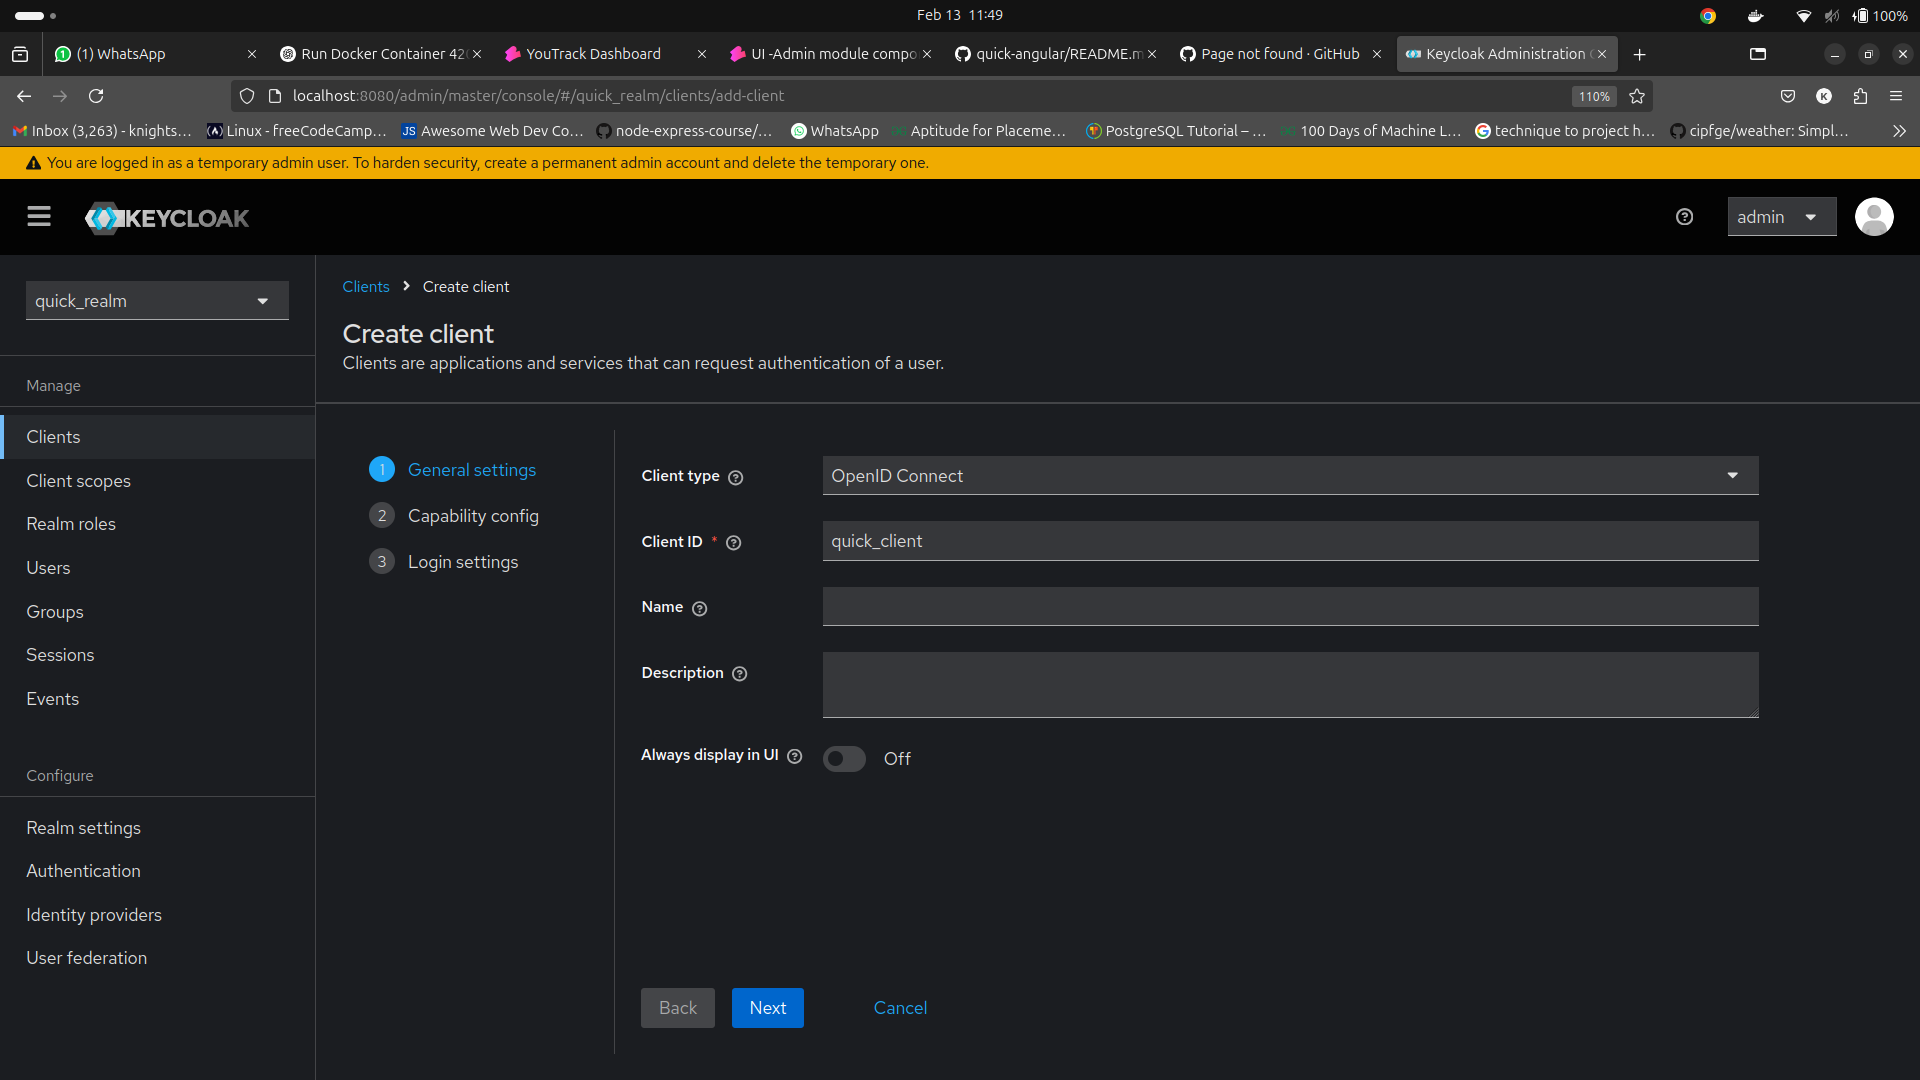 Feb 13 11:49
100%
(1) WhatsApp
Run Docker Container 42
YouTrack Dashboard
UI -Admin module compo
quick-angular/README.m
Page not found · GitHub
Keycloak Administration
localhost:8080/admin/master/console/#/quick_realm/clients/add-client
110%
K
Inbox (3,263) - knights...
Linux - freeCodeCamp...
JS Awesome Web Dev Co...
node-express-course/...
WhatsApp
Aptitude for Placeme...
PostgreSQL Tutorial – ...
100 Days of Machine L...
technique to project h...
cipfge/weather: Simpl...
You are logged in as a temporary admin user. To harden security, create a permanent admin account and delete the temporary one.
KEYCLOAK
admin
quick_realm
Manage
Clients
Client scopes
Realm roles
Users
Groups
Sessions
Events
Configure
Realm settings
Authentication
Identity providers
User federation
Clients > Create client
Create client
Clients are applications and services that can request authentication of a user.
1 General settings
2 Capability config
3 Login settings
Client type
OpenID Connect
Client ID *
quick_client
Name
Description
Always display in UI
Off
Back
Next
Cancel